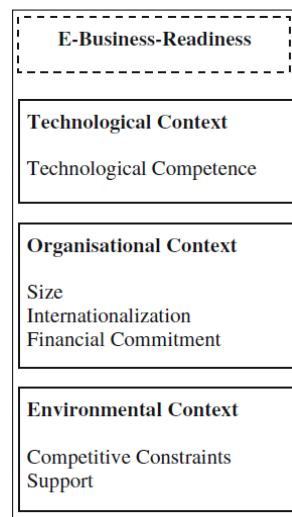 E-Business-Readiness
Technological Context
Technological Competence
Organisational Context
Size
Internationalization
Financial Commitment
Environmental Context
Competitive Constraints
Support